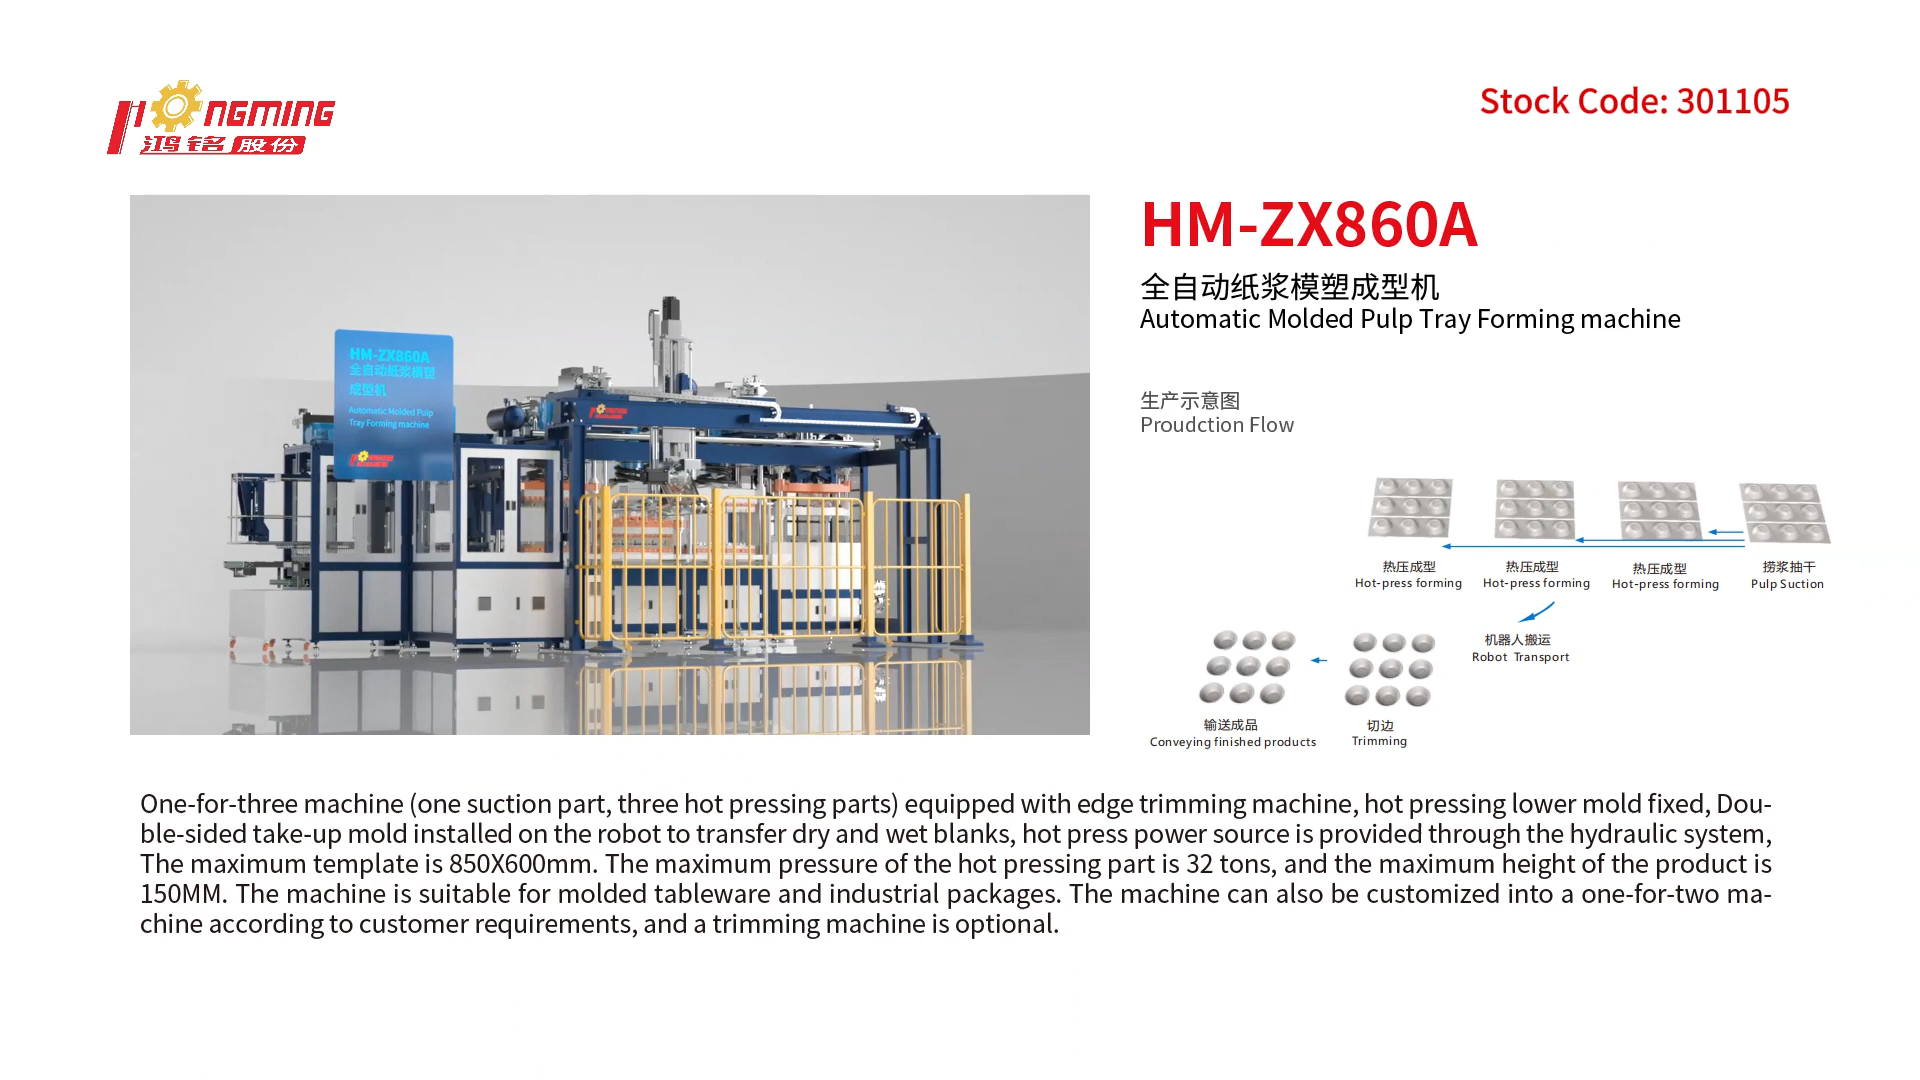 HONGMING
鸿铭股份
Stock Code: 301105
HM-ZX860A
全自动纸浆模塑
成型机
Automatic Molded Pulp
Tray Forming machine
HONGMING
HONGMING
HM-ZX860A
全自动纸浆模塑成型机
Automatic Molded Pulp Tray Forming machine
生产示意图
Proudction Flow
热压成型
Hot-press forming
热压成型
Hot-press forming
热压成型
Hot-press forming
捞浆抽干
Pulp Suction
机器人搬运
Robot Transport
输送成品
Conveying finished products
切边
Trimming
One-for-three machine (one suction part, three hot pressing parts) equipped with edge trimming machine, hot pressing lower mold fixed, Dou-
ble-sided take-up mold installed on the robot to transfer dry and wet blanks, hot press power source is provided through the hydraulic system,
The maximum template is 850X600mm. The maximum pressure of the hot pressing part is 32 tons, and the maximum height of the product is
150MM. The machine is suitable for molded tableware and industrial packages. The machine can also be customized into a one-for-two ma-
chine according to customer requirements, and a trimming machine is optional.